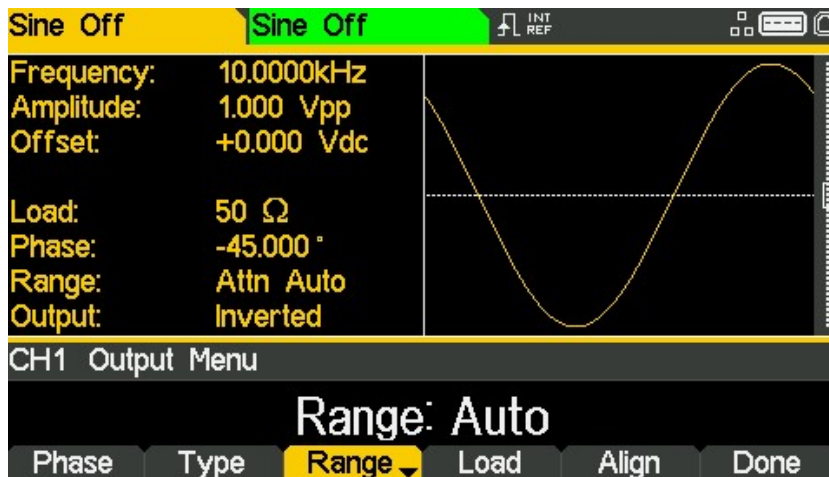 Sine Off
Sine Off
INT
REF
Frequency: 10.0000kHz
Amplitude: 1.000 Vpp
Offset: +0.000 Vdc
Load: 50 Ω
Phase: -45.000 °
Range: Attn Auto
Output: Inverted
CH1 Output Menu
Range: Auto
Phase Type Range Load Align Done